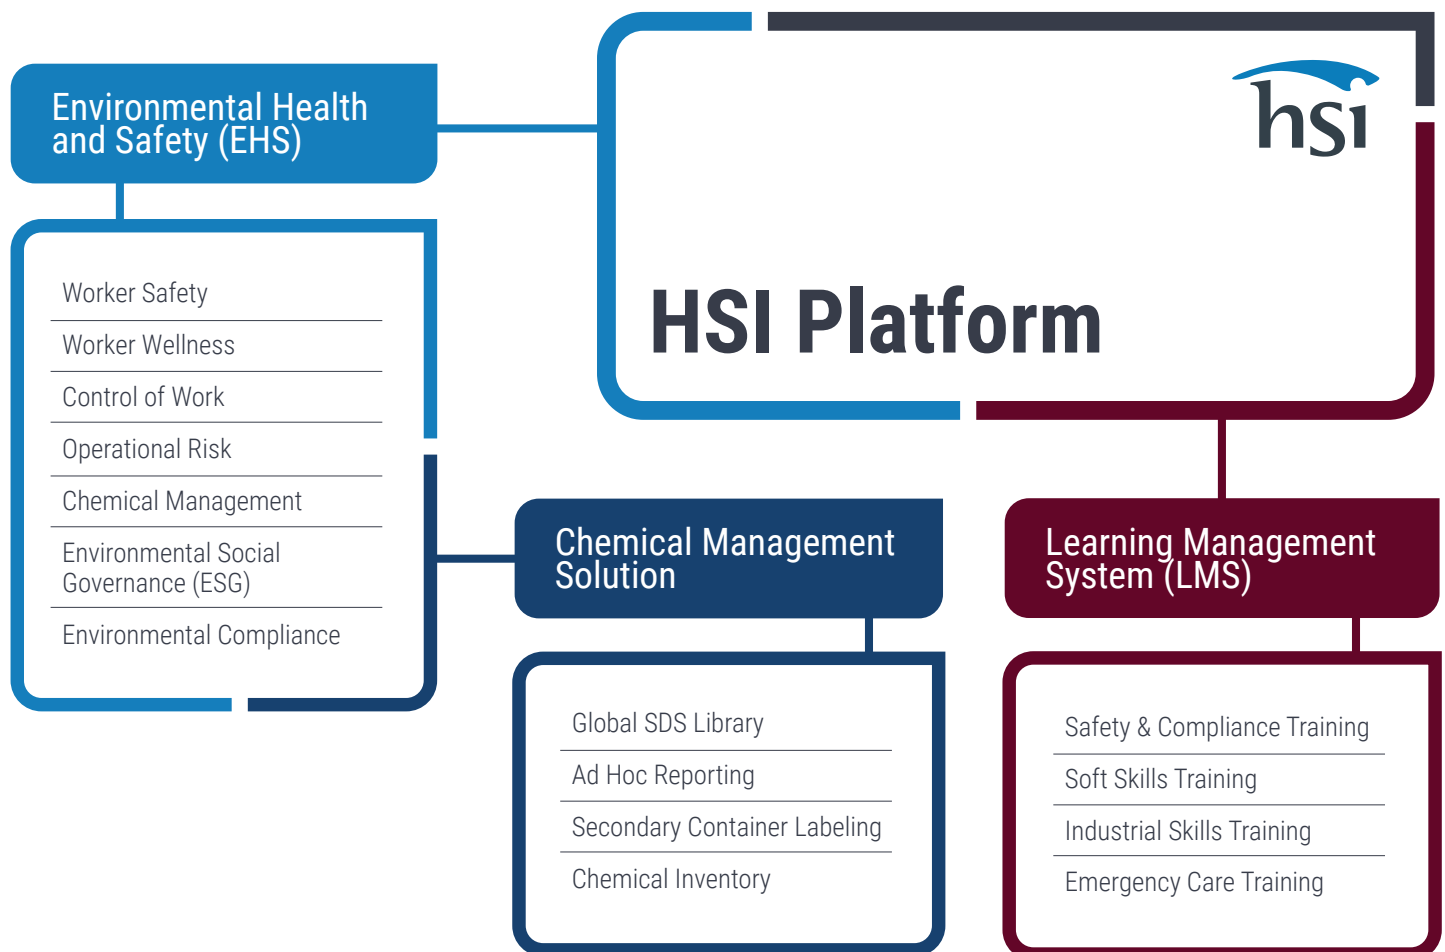 hsi
HSI Platform
Environmental Health
and Safety (EHS)
Worker Safety
Worker Wellness
Control of Work
Operational Risk
Chemical Management
Environmental Social
Governance (ESG)
Environmental Compliance
Chemical Management
Solution
Global SDS Library
Ad Hoc Reporting
Secondary Container Labeling
Chemical Inventory
Learning Management
System (LMS)
Safety & Compliance Training
Soft Skills Training
Industrial Skills Training
Emergency Care Training